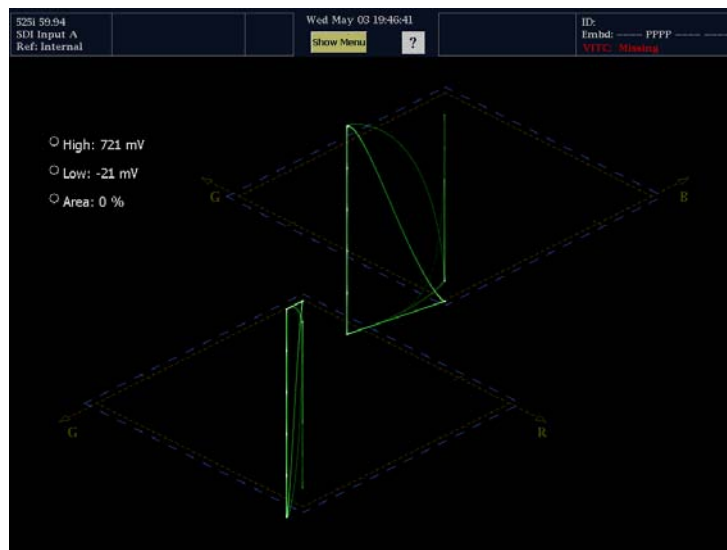 525i 59.94
SDI Input A
Ref: Internal
Wed May 03 19:46:41
Show Menu
?
ID:
Embd: ---- PPPP ---- ----
VITC: Missing
High: 721 mV
Low: -21 mV
Area: 0 %
G
B
G
R